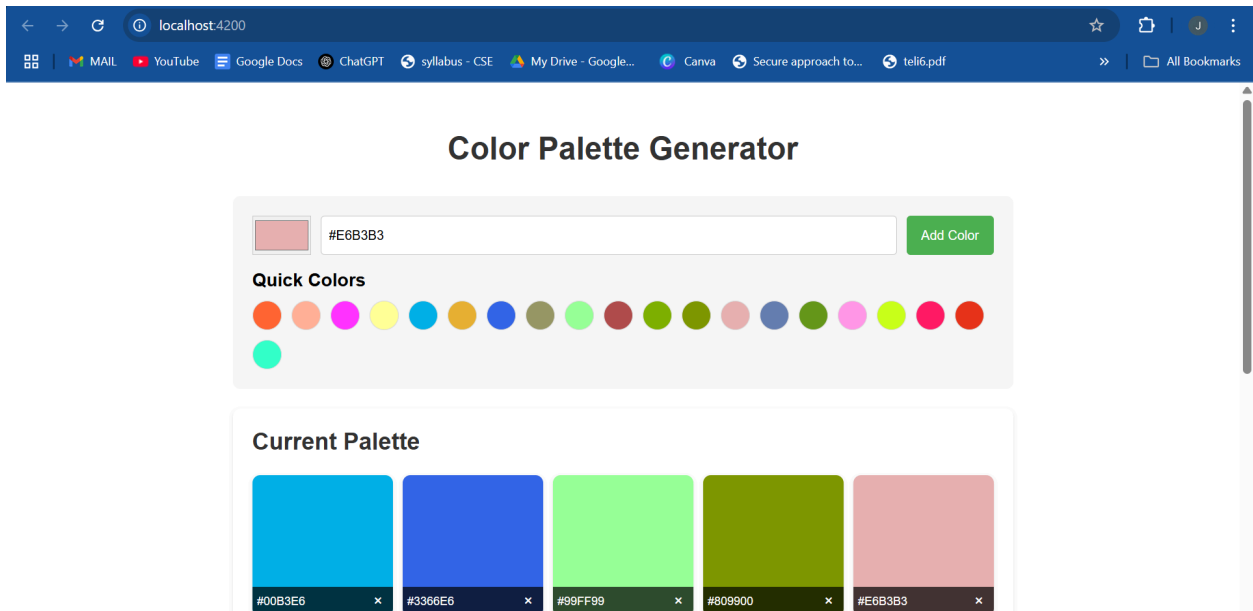 localhost:4200
J
MAIL YouTube Google Docs ChatGPT syllabus - CSE My Drive - Google... Canva Secure approach to... teli6.pdf » All Bookmarks
Color Palette Generator
#E6B3B3 Add Color
Quick Colors
Current Palette
#00B3E6 × #3366E6 × #99FF99 × #809900 × #E6B3B3 ×